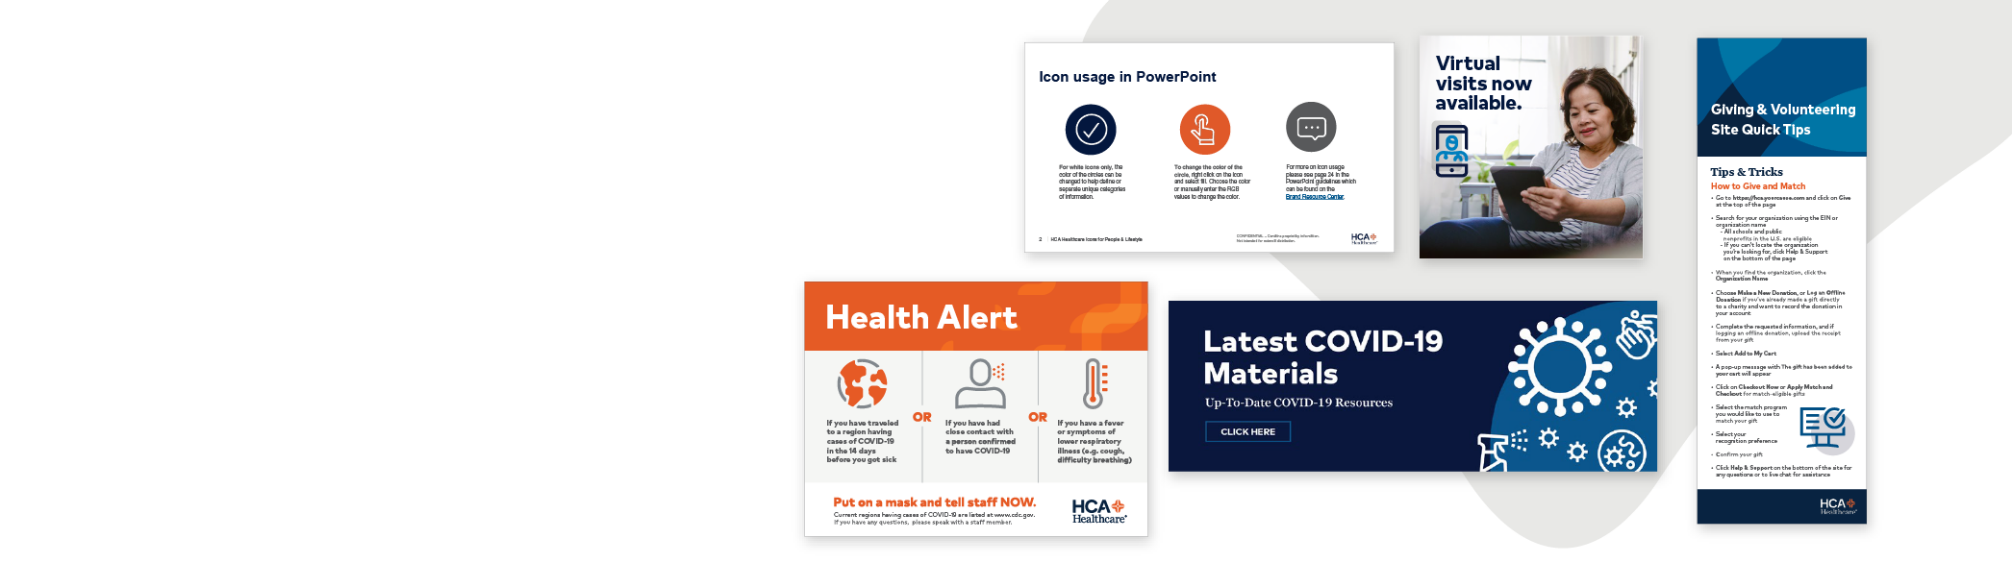 Icon usage in PowerPoint
For white icons only, the
color of the circles can be
changed to help define or
separate unique categories
of information.
To change the color of the
circle, right click on the icon
and select fill. Choose the color
or manually enter the RGB
values to change the color.
For more on icon usage
please see page 24 in the
PowerPoint guidelines which
can be found on the
Brand Resource Center.
2 | HCA Healthcare Icons for People & Lifestyle
HCA
Healthcare
Virtual
visits now
available.
Giving & Volunteering
Site Quick Tips
Tips & Tricks
How to Give and Match
• Go to and click on Give
at the top of the page
• Search for your organization using the EIN or
organization name
- All schools and public
nonprofits in the U.S. are eligible
- If you can't locate the organization
you're looking for, click Help & Support
on the bottom of the page
• When you find the organization, click the
Organization Name
• Choose Make a New Donation, or Log an Offline
Donation if you've already made a gift directly
to a charity and want to record the donation in
your account
• Complete the requested information, and if
logging an offline donation, upload the receipt
from your gift
• Select Add to My Cart
• A pop-up message with The gift has been added to
your cart will appear
• Click on Checkout Now or Apply Match and
Checkout for match-eligible gifts
• Select the match program
you would like to use to
match your gift
• Select your
recognition preference
• Confirm your gift
• Click Help & Support on the bottom of the site for
any questions or to live chat for assistance
HCA
Healthcare
Health Alert
If you have traveled
to a region having
cases of COVID-19
in the 14 days
before you got sick
OR
If you have had
close contact with
a person confirmed
to have COVID-19
OR
If you have a fever
or symptoms of
lower respiratory
illness (e.g. cough,
difficulty breathing)
Put on a mask and tell staff NOW.
Current regions having cases of COVID-19 are listed at www.cdc.gov.
If you have any questions, please speak with a staff member.
HCA
Healthcare
Latest COVID-19
Materials
Up-To-Date COVID-19 Resources
CLICK HERE